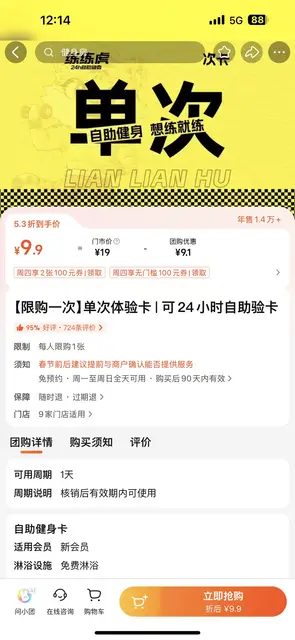 12:14
5G 88
健身房
练练虎
24h自助健身
次卡
单次
自助健身 想练就练
LIAN LIAN HU
5.3折到手价
年售1.4万+
¥9.9 = 门市价 ¥19 - 团购优惠 ¥9.1
周四享2张100元券|领取 周四享无门槛100元券|领取
【限购一次】单次体验卡 | 可24小时自助验卡
95% 好评 · 724条评价
限制 每人限购1张
须知 春节前后建议提前与商户确认能否提供服务
免预约 · 周一至周日全天可用 · 购买后90天内有效
保障 随时退 · 过期退
门店 9家门店适用
团购详情 购买须知 评价
可用周期 1天
周期说明 核销后有效期内可使用
自助健身卡
适用会员 新会员
淋浴设施 免费淋浴
问小团 在线咨询 购物车
立即抢购
折后 ¥9.9